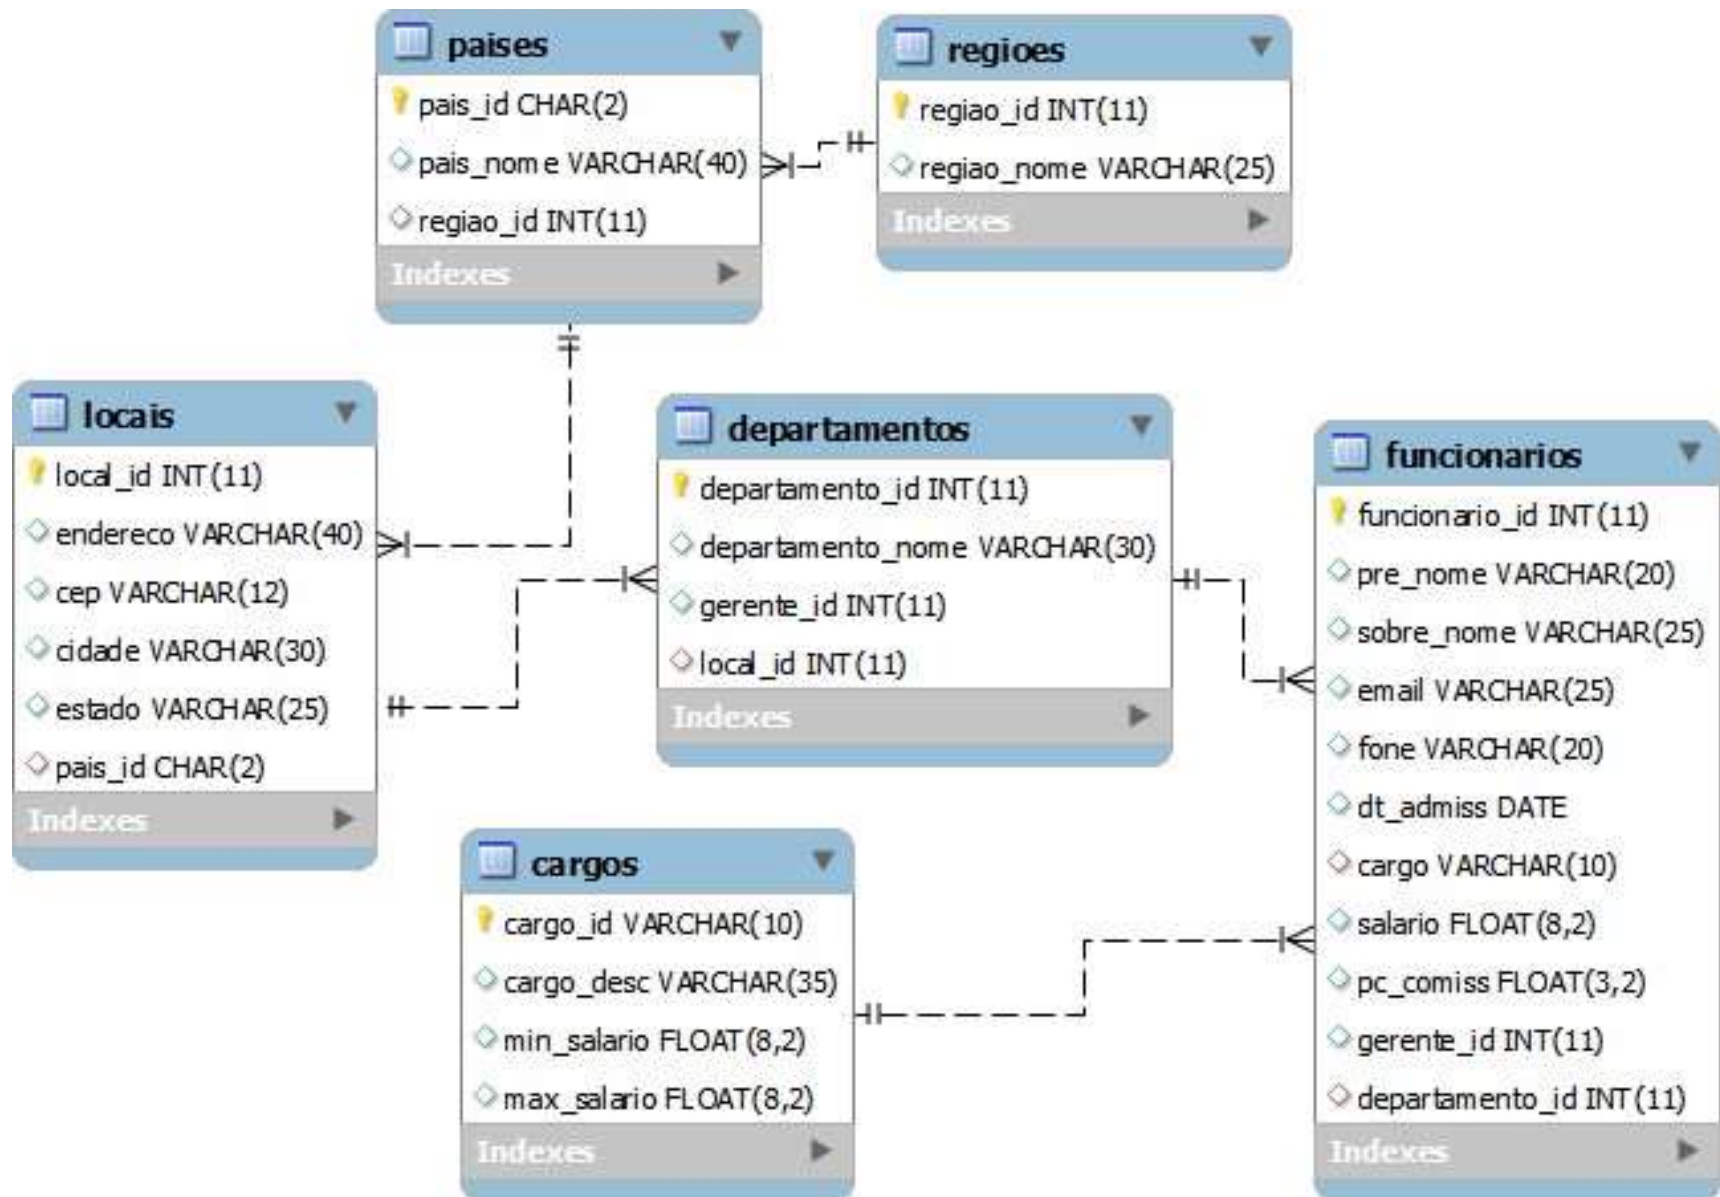 paises
pais_id CHAR(2)
pais_nome VARCHAR(40)
regiao_id INT(11)
Indexes
regioes
regiao_id INT(11)
regiao_nome VARCHAR(25)
Indexes
locais
local_id INT(11)
endereco VARCHAR(40)
cep VARCHAR(12)
cidade VARCHAR(30)
estado VARCHAR(25)
pais_id CHAR(2)
Indexes
departamentos
departamento_id INT(11)
departamento_nome VARCHAR(30)
gerente_id INT(11)
local_id INT(11)
Indexes
funcionarios
funcionario_id INT(11)
pre_nome VARCHAR(20)
sobre_nome VARCHAR(25)
email VARCHAR(25)
fone VARCHAR(20)
dt_admiss DATE
cargo VARCHAR(10)
salario FLOAT(8,2)
pc_comiss FLOAT(3,2)
gerente_id INT(11)
departamento_id INT(11)
Indexes
cargos
cargo_id VARCHAR(10)
cargo_desc VARCHAR(35)
min_salario FLOAT(8,2)
max_salario FLOAT(8,2)
Indexes